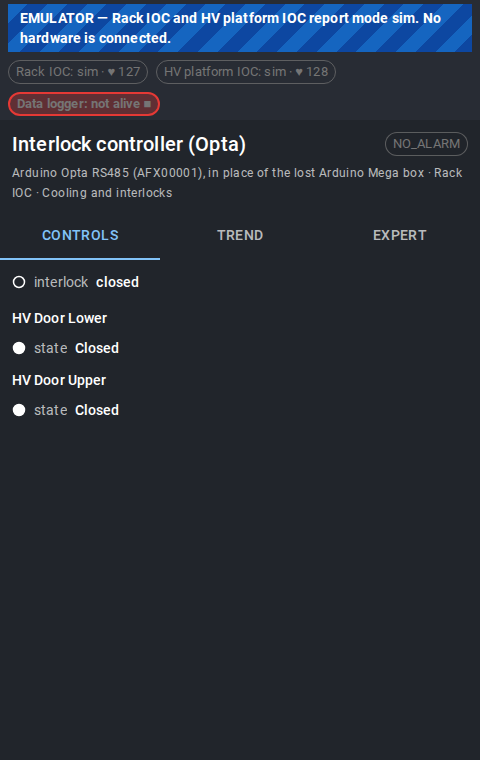 EMULATOR — Rack IOC and HV platform IOC report mode sim. No
hardware is connected.
Rack IOC: sim · ♥ 127
HV platform IOC: sim · ♥ 128
Data logger: not alive ■
Interlock controller (Opta)
NO_ALARM
Arduino Opta RS485 (AFX00001), in place of the lost Arduino Mega box · Rack
IOC · Cooling and interlocks
CONTROLS
TREND
EXPERT
interlock closed
HV Door Lower
state Closed
HV Door Upper
state Closed